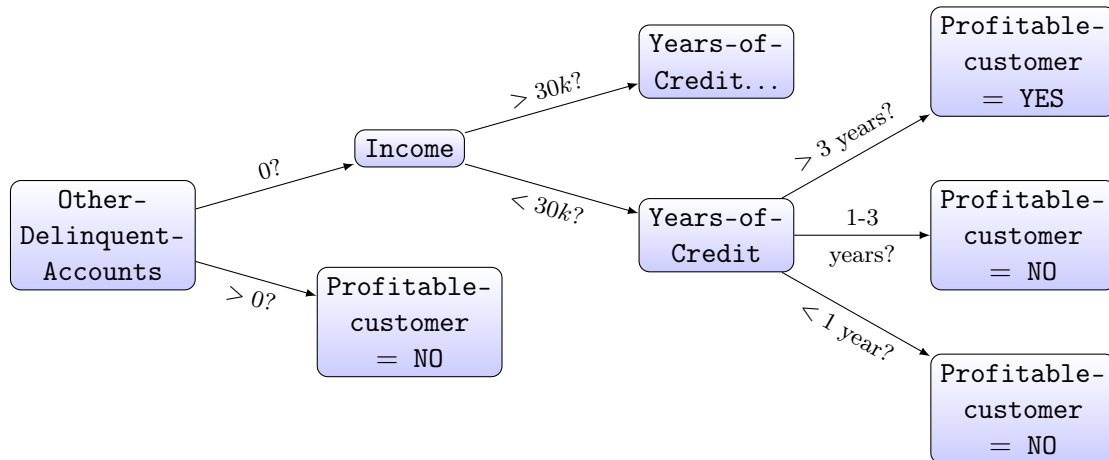 Other-
Delinquent-
Accounts
0?
> 0?
Income
Profitable-
customer
= NO
> 30k?
< 30k?
Years-of-
Credit...
Years-of-
Credit
> 3 years?
1-3
years?
< 1 year?
Profitable-
customer
= YES
Profitable-
customer
= NO
Profitable-
customer
= NO